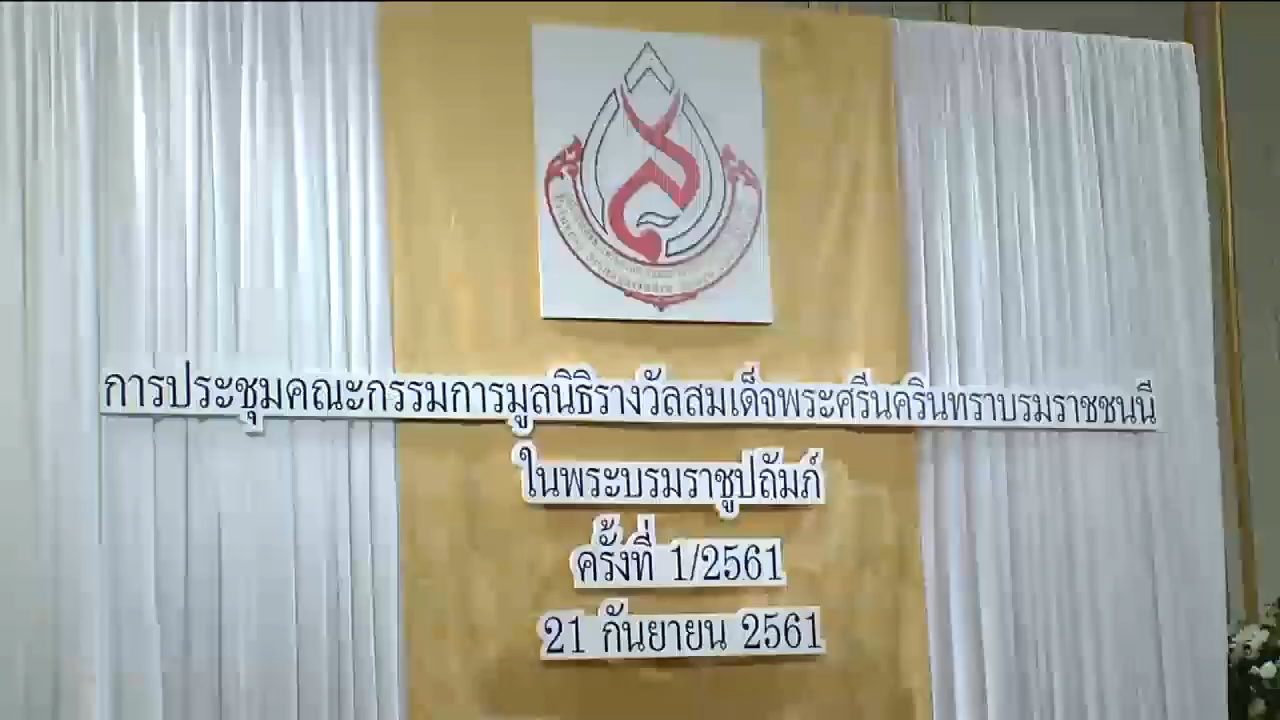 การประชุมคณะกรรมการมูลนิธิรางวัลสมเด็จพระศรีนครินทราบรมราชชนนี
ในพระบรมราชูปถัมภ์
ครั้งที่ 1/2561
21 กันยายน 2561